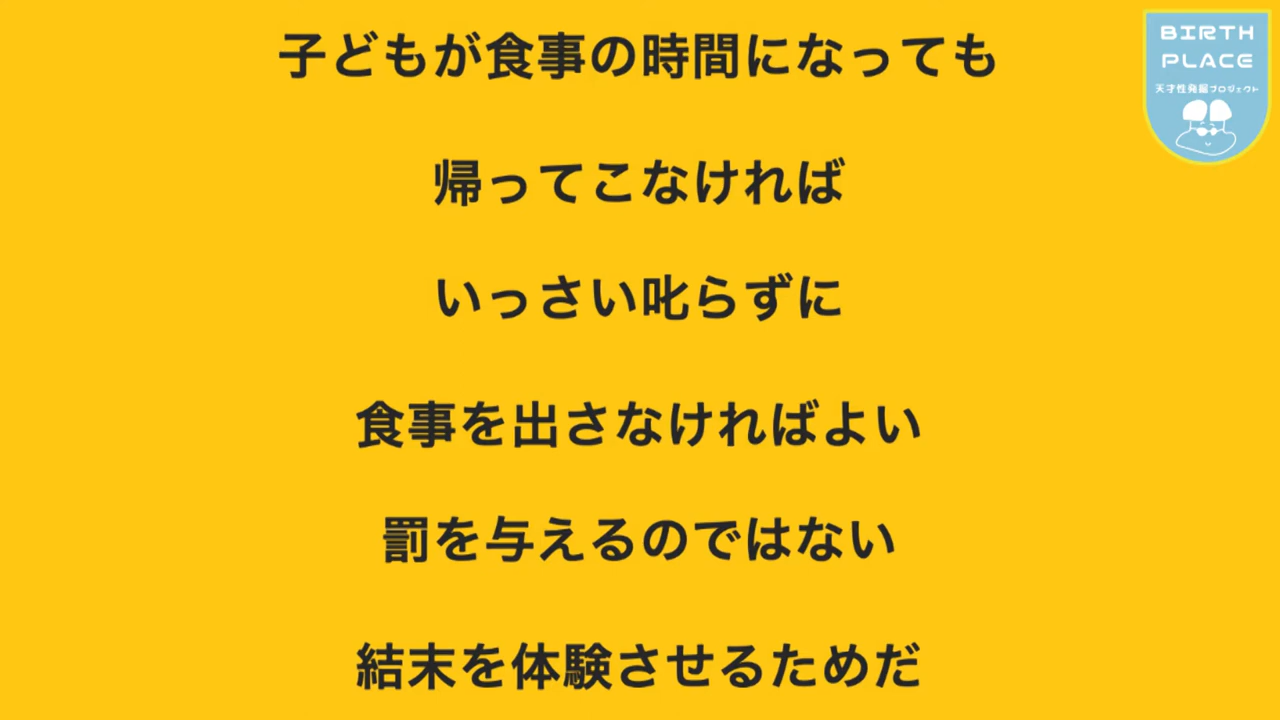 子どもが食事の時間になっても
帰ってこなければ
いっさい叱らずに
食事を出さなければよい
罰を与えるのではない
結末を体験させるためだ
BIRTH
PLACE
天才性発掘プロジェクト